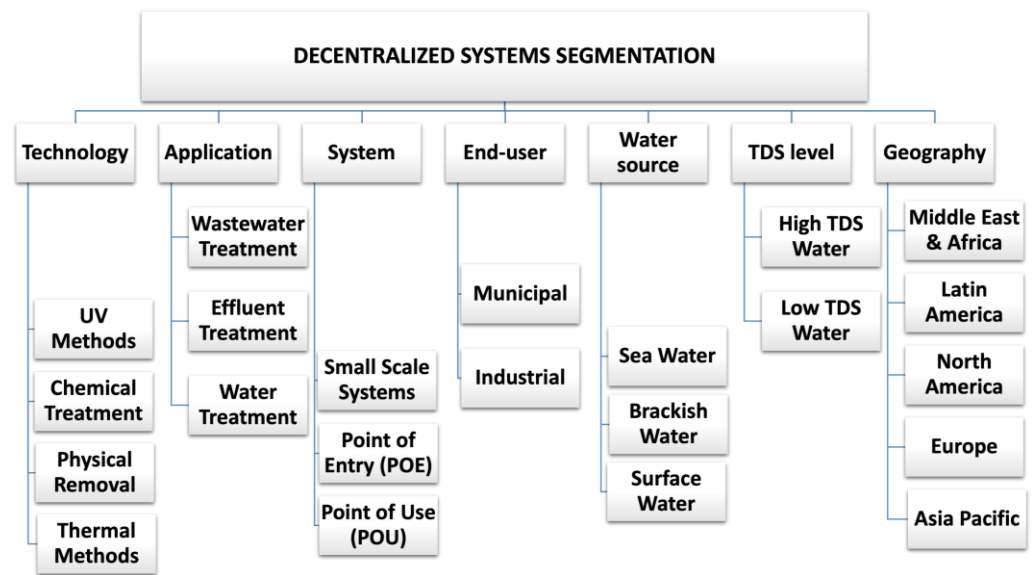 DECENTRALIZED SYSTEMS SEGMENTATION
Technology
UV
Methods
Chemical
Treatment
Physical
Removal
Thermal
Methods
Application
Wastewater
Treatment
Effluent
Treatment
Water
Treatment
System
Small Scale
Systems
Point of
Entry (POE)
Point of Use
(POU)
End-user
Municipal
Industrial
Water
source
Sea Water
Brackish
Water
Surface
Water
TDS level
High TDS
Water
Low TDS
Water
Geography
Middle East
& Africa
Latin
America
North
America
Europe
Asia Pacific